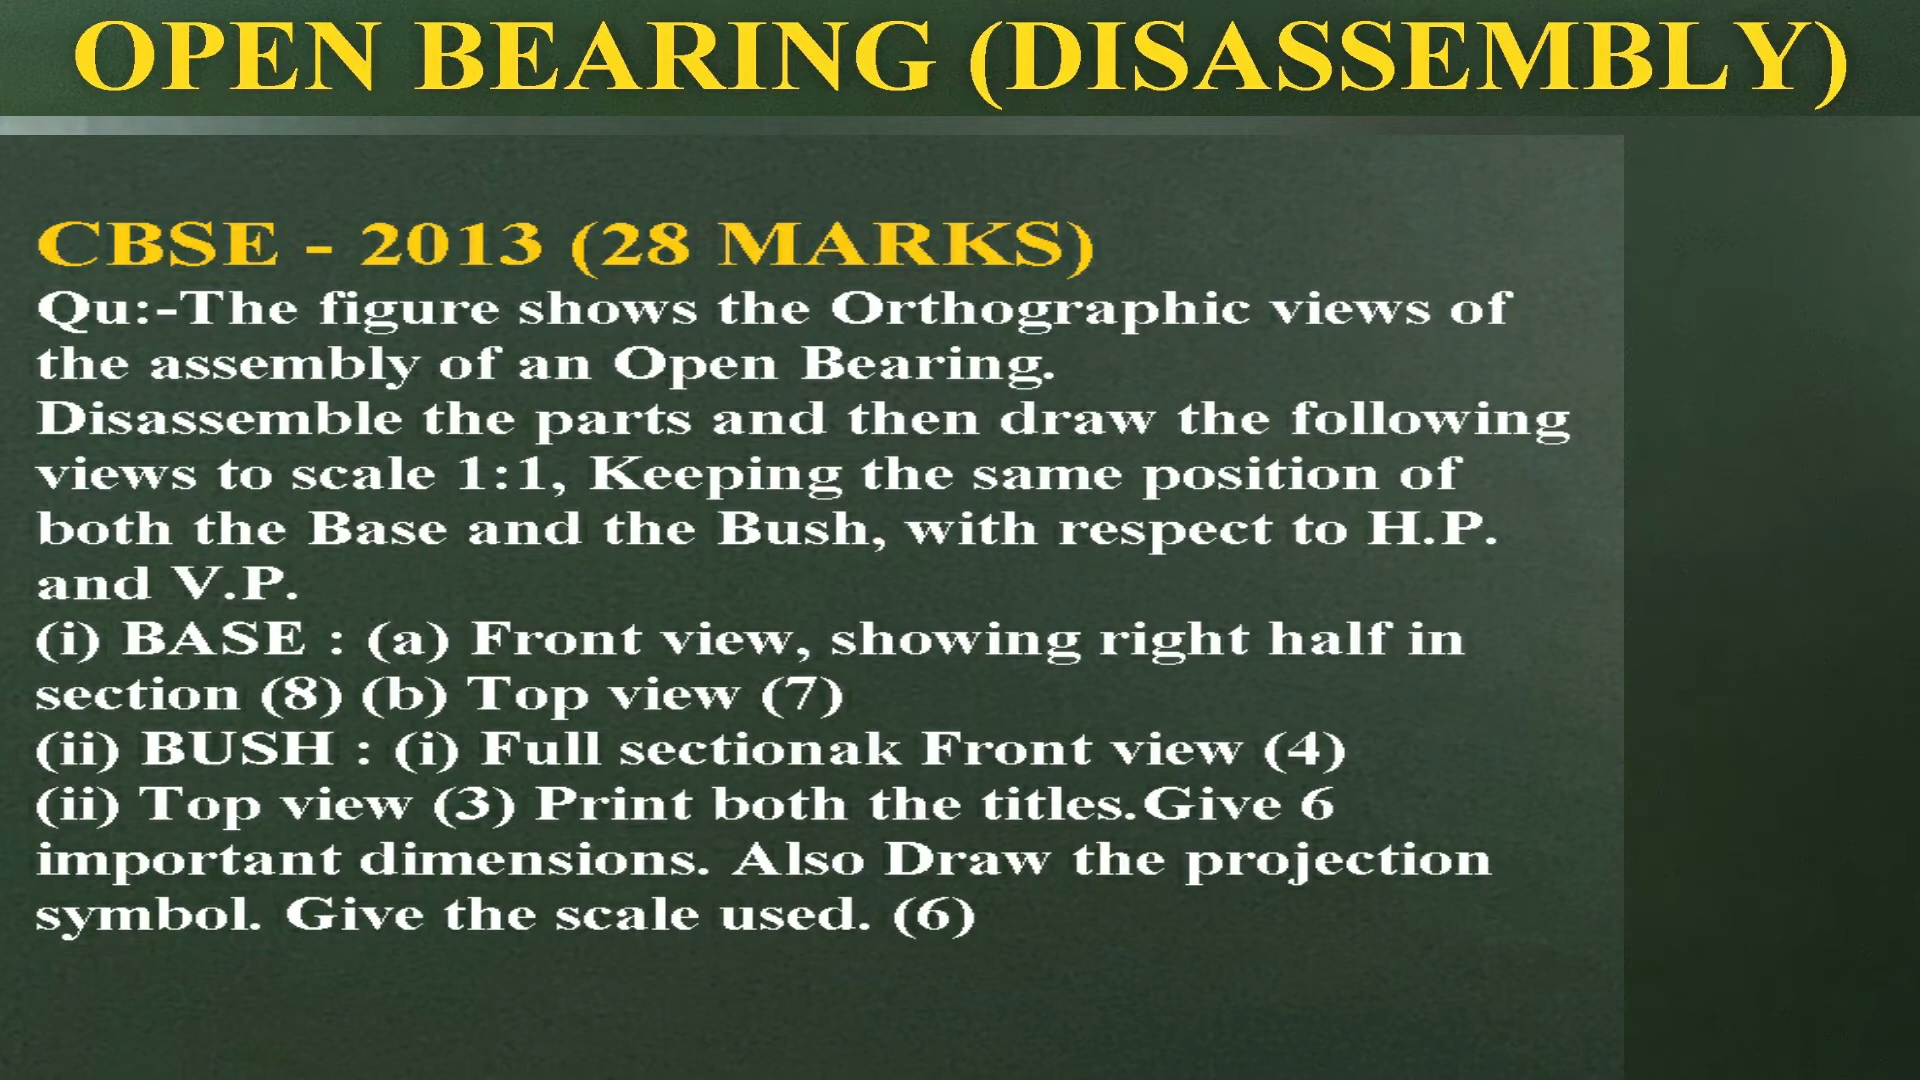 OPEN BEARING (DISASSEMBLY)
CBSE - 2013 (28 MARKS)
Qu:-The figure shows the Orthographic views of
the assembly of an Open Bearing.
Disassemble the parts and then draw the following
views to scale 1:1, Keeping the same position of
both the Base and the Bush, with respect to H.P.
and V.P.
(i) BASE : (a) Front view, showing right half in
section (8) (b) Top view (7)
(ii) BUSH : (i) Full sectionak Front view (4)
(ii) Top view (3) Print both the titles.Give 6
important dimensions. Also Draw the projection
symbol. Give the scale used. (6)